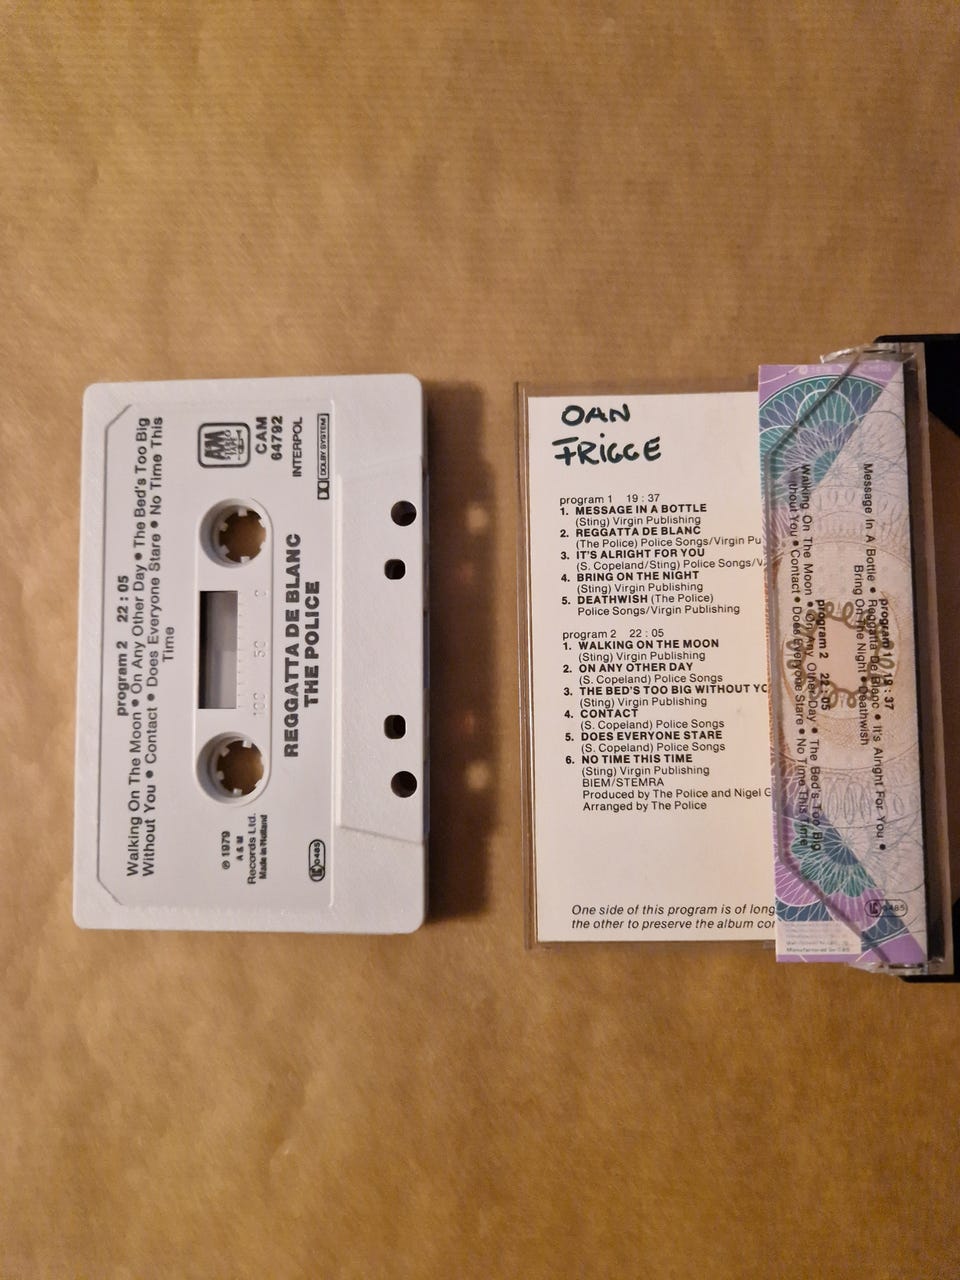 program 2 22 : 05
Walking On The Moon • On Any Other Day • The Bed's Too Big
Without You • Contact • Does Everyone Stare • No Time This
Time
A&M
STEREO
TAPE
CAM
64792
INTERPOL
DOLBY SYSTEM
REGGATTA DE BLANC
THE POLICE
℗ 1979
A & M
Records Ltd.
Made in Holland
LC 0485
OAN
FRIGGE
program 1 19 : 37
1. MESSAGE IN A BOTTLE
(Sting) Virgin Publishing
2. REGGATTA DE BLANC
(The Police) Police Songs/Virgin Pu
3. IT'S ALRIGHT FOR YOU
(S. Copeland/Sting) Police Songs/V
4. BRING ON THE NIGHT
(Sting) Virgin Publishing
5. DEATHWISH (The Police)
Police Songs/Virgin Publishing
program 2 22 : 05
1. WALKING ON THE MOON
(Sting) Virgin Publishing
2. ON ANY OTHER DAY
(S. Copeland) Police Songs
3. THE BED'S TOO BIG WITHOUT YO
(Sting) Virgin Publishing
4. CONTACT
(S. Copeland) Police Songs
5. DOES EVERYONE STARE
(S. Copeland) Police Songs
6. NO TIME THIS TIME
(Sting) Virgin Publishing
BIEM/STEMRA
Produced by The Police and Nigel G
Arranged by The Police
One side of this program is of long
the other to preserve the album con
program 1 19 : 37
Message In A Bottle • Reggatta De Blanc • It's Alright For You •
Bring On The Night • Deathwish
program 2 22 : 05
Walking On The Moon • On Any Other Day • The Bed's Too Big
Without You • Contact • Does Everyone Stare • No Time This Time
LC 0485